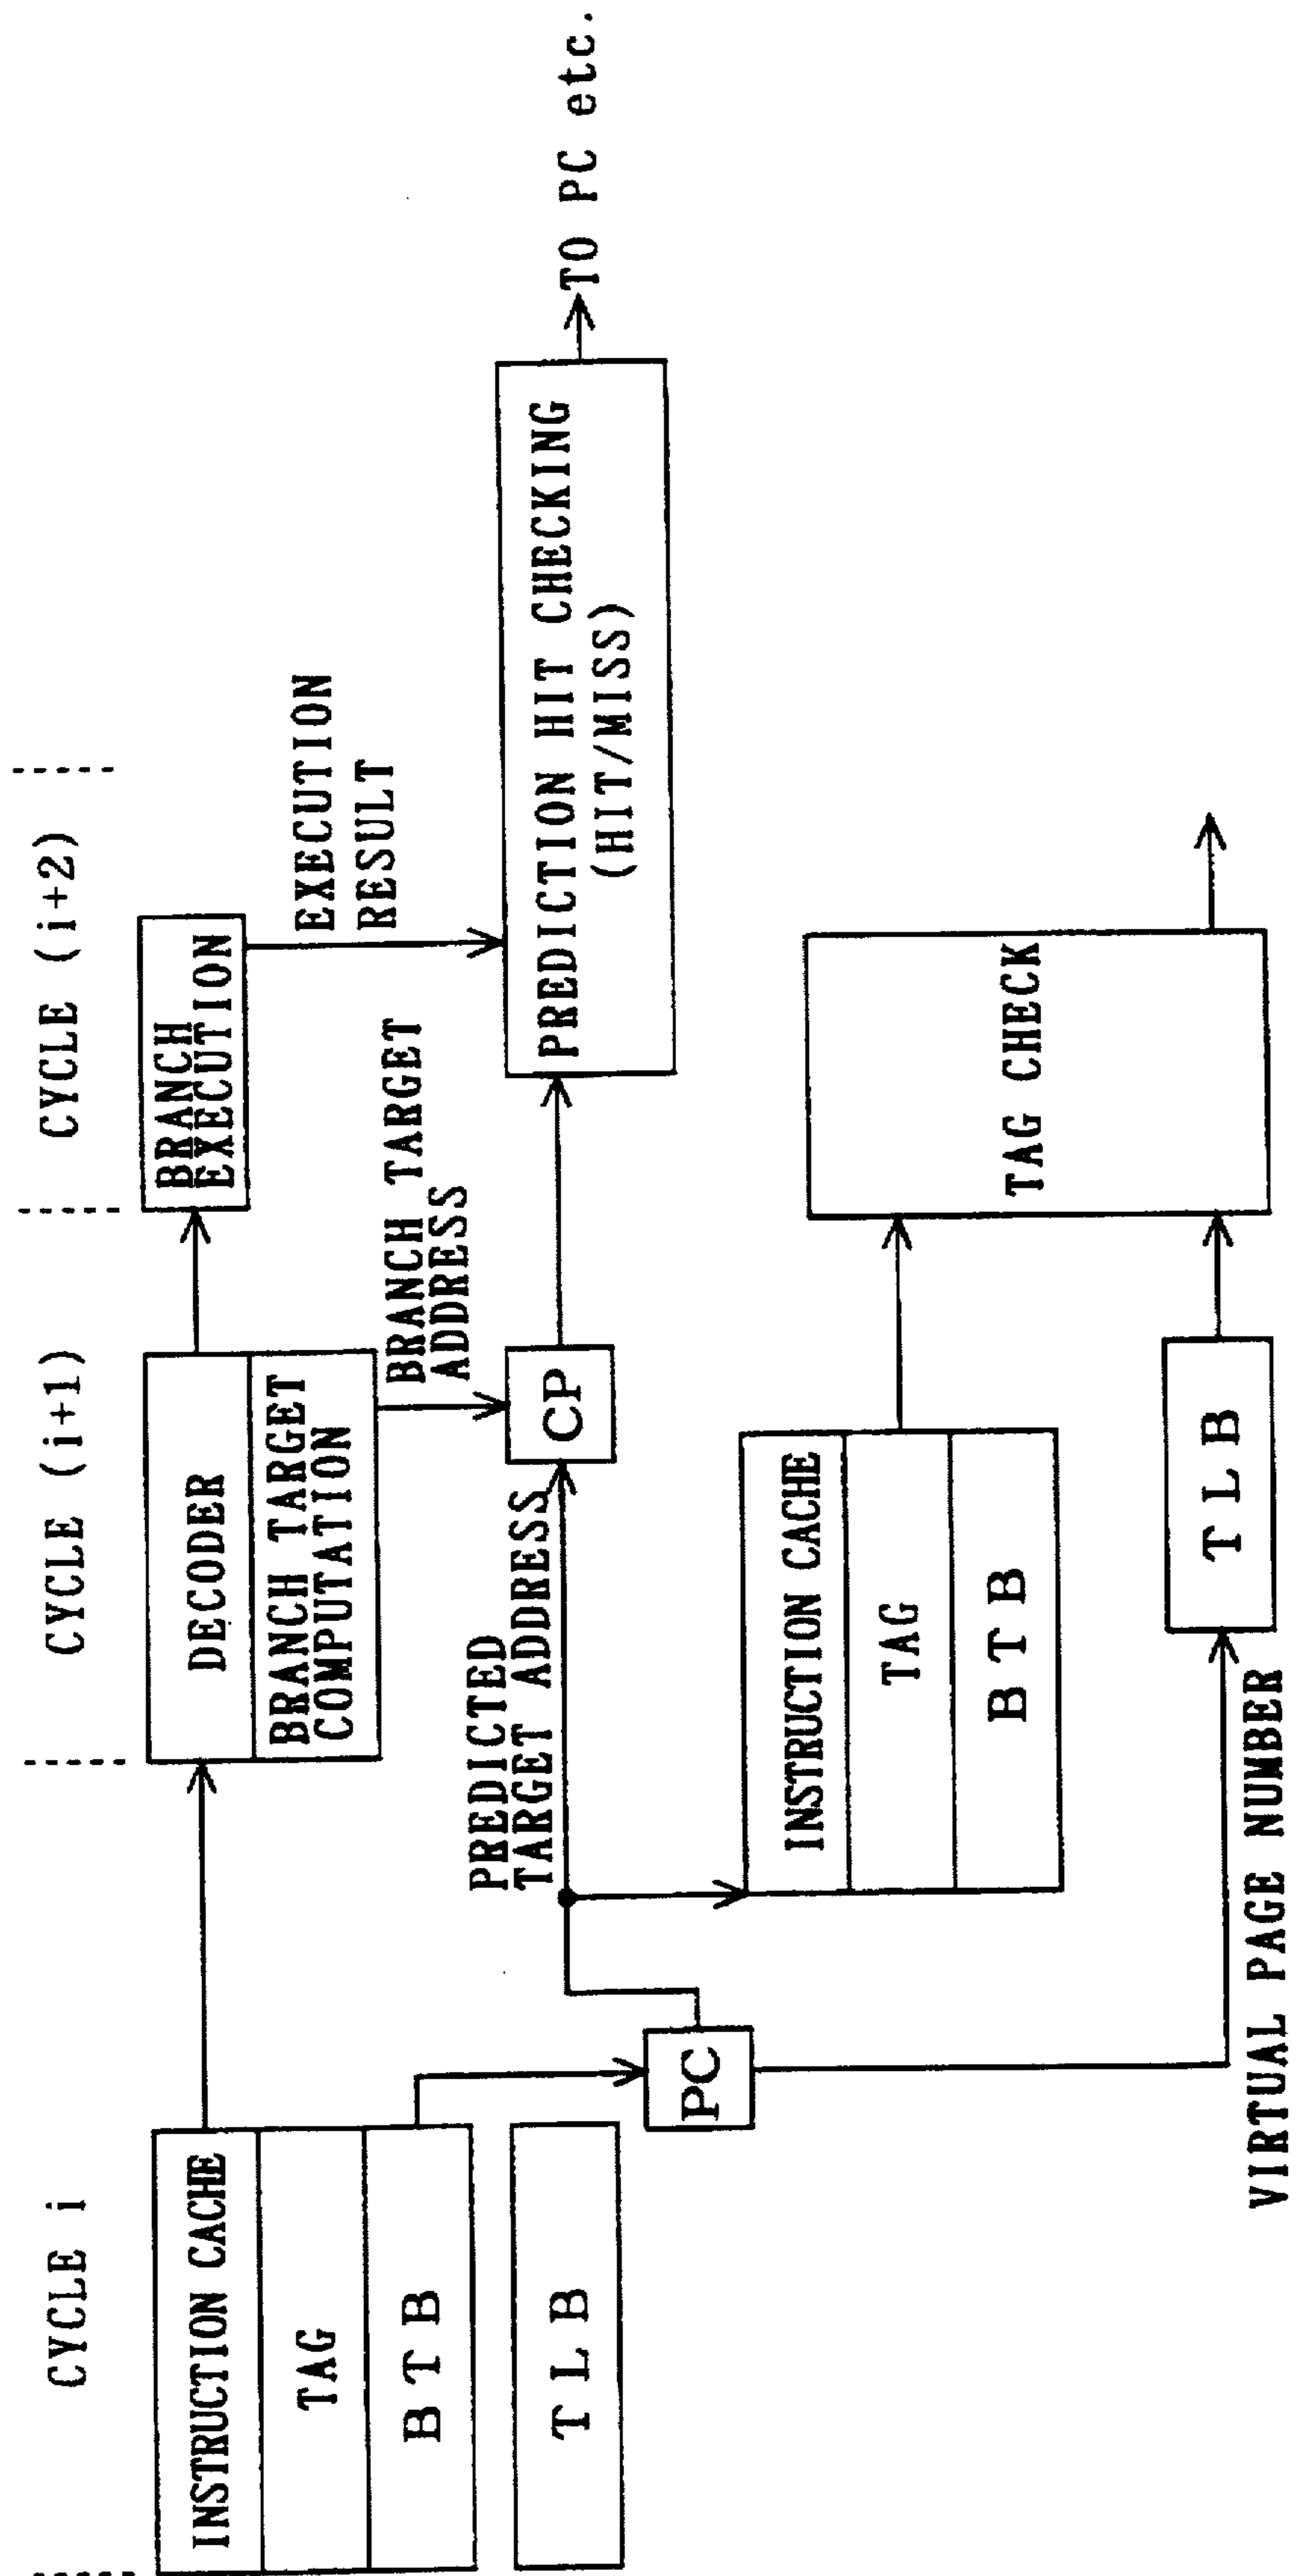 CYCLE i
CYCLE (i+1)
CYCLE (i+2)
INSTRUCTION CACHE
TAG
B T B
T L B
DECODER
BRANCH TARGET
COMPUTATION
BRANCH
EXECUTION
EXECUTION
RESULT
BRANCH TARGET
ADDRESS
PREDICTED
TARGET ADDRESS
CP
PREDICTION HIT CHECKING
(HIT/MISS)
TO PC etc.
PC
INSTRUCTION CACHE
TAG
B T B
TAG CHECK
T L B
VIRTUAL PAGE NUMBER